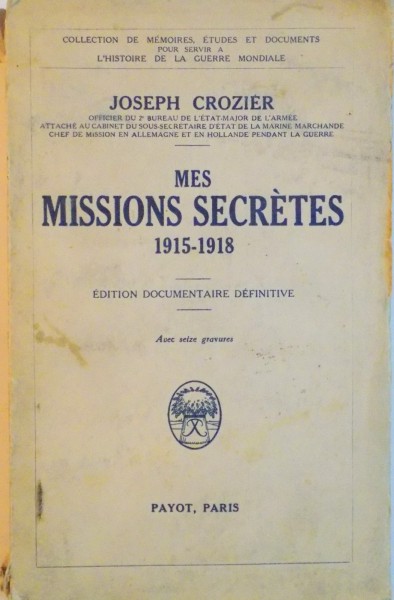 COLLECTION DE MÉMOIRES, ÉTUDES ET DOCUMENTS
POUR SERVIR A
L'HISTOIRE DE LA GUERRE MONDIALE
JOSEPH CROZIER
OFFICIER DU 2e BUREAU DE L'ÉTAT-MAJOR DE L'ARMÉE
ATTACHÉ AU CABINET DU SOUS-SECRÉTAIRE D'ÉTAT DE LA MARINE MARCHANDE
CHEF DE MISSION EN ALLEMAGNE ET EN HOLLANDE PENDANT LA GUERRE
MES
MISSIONS SECRÈTES
1915-1918
ÉDITION DOCUMENTAIRE DÉFINITIVE
Avec seize gravures
PAYOT, PARIS